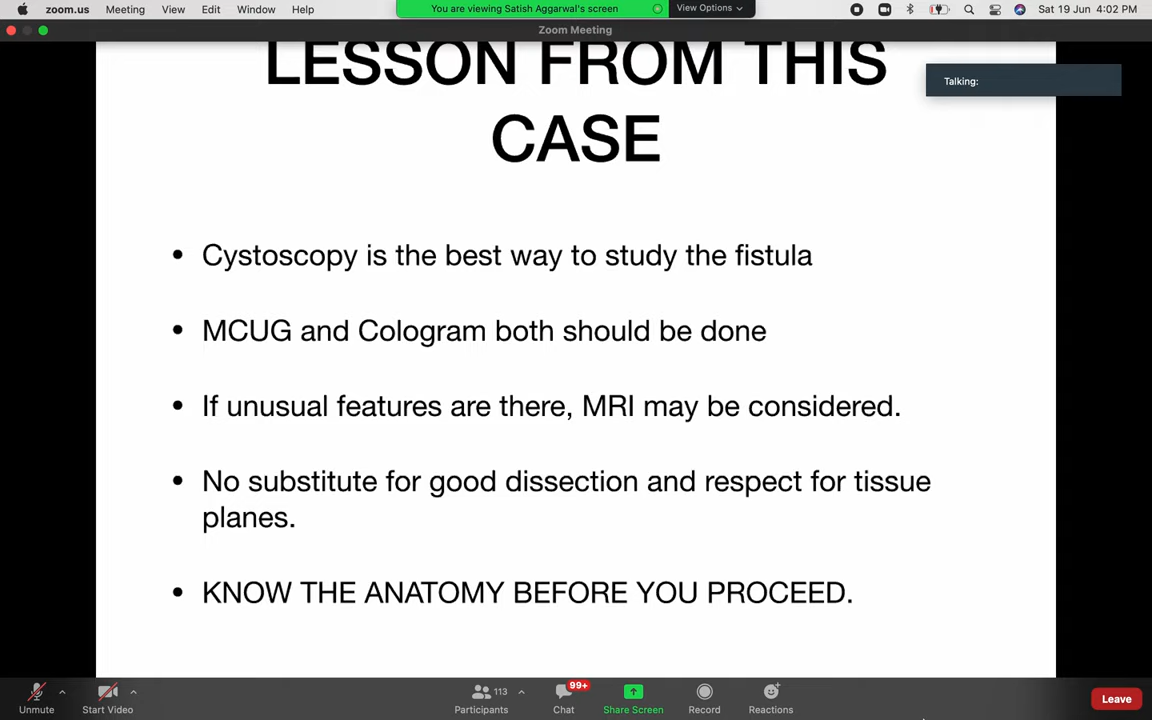 zoom.us Meeting View Edit Window Help You are viewing Satish Aggarwal's screen View Options Sat 19 Jun 4:02 PM
Zoom Meeting
LESSON FROM THIS
CASE
Talking:
• Cystoscopy is the best way to study the fistula
• MCUG and Cologram both should be done
• If unusual features are there, MRI may be considered.
• No substitute for good dissection and respect for tissue
planes.
• KNOW THE ANATOMY BEFORE YOU PROCEED.
113 99+
Unmute Start Video Participants Chat Share Screen Record Reactions Leave